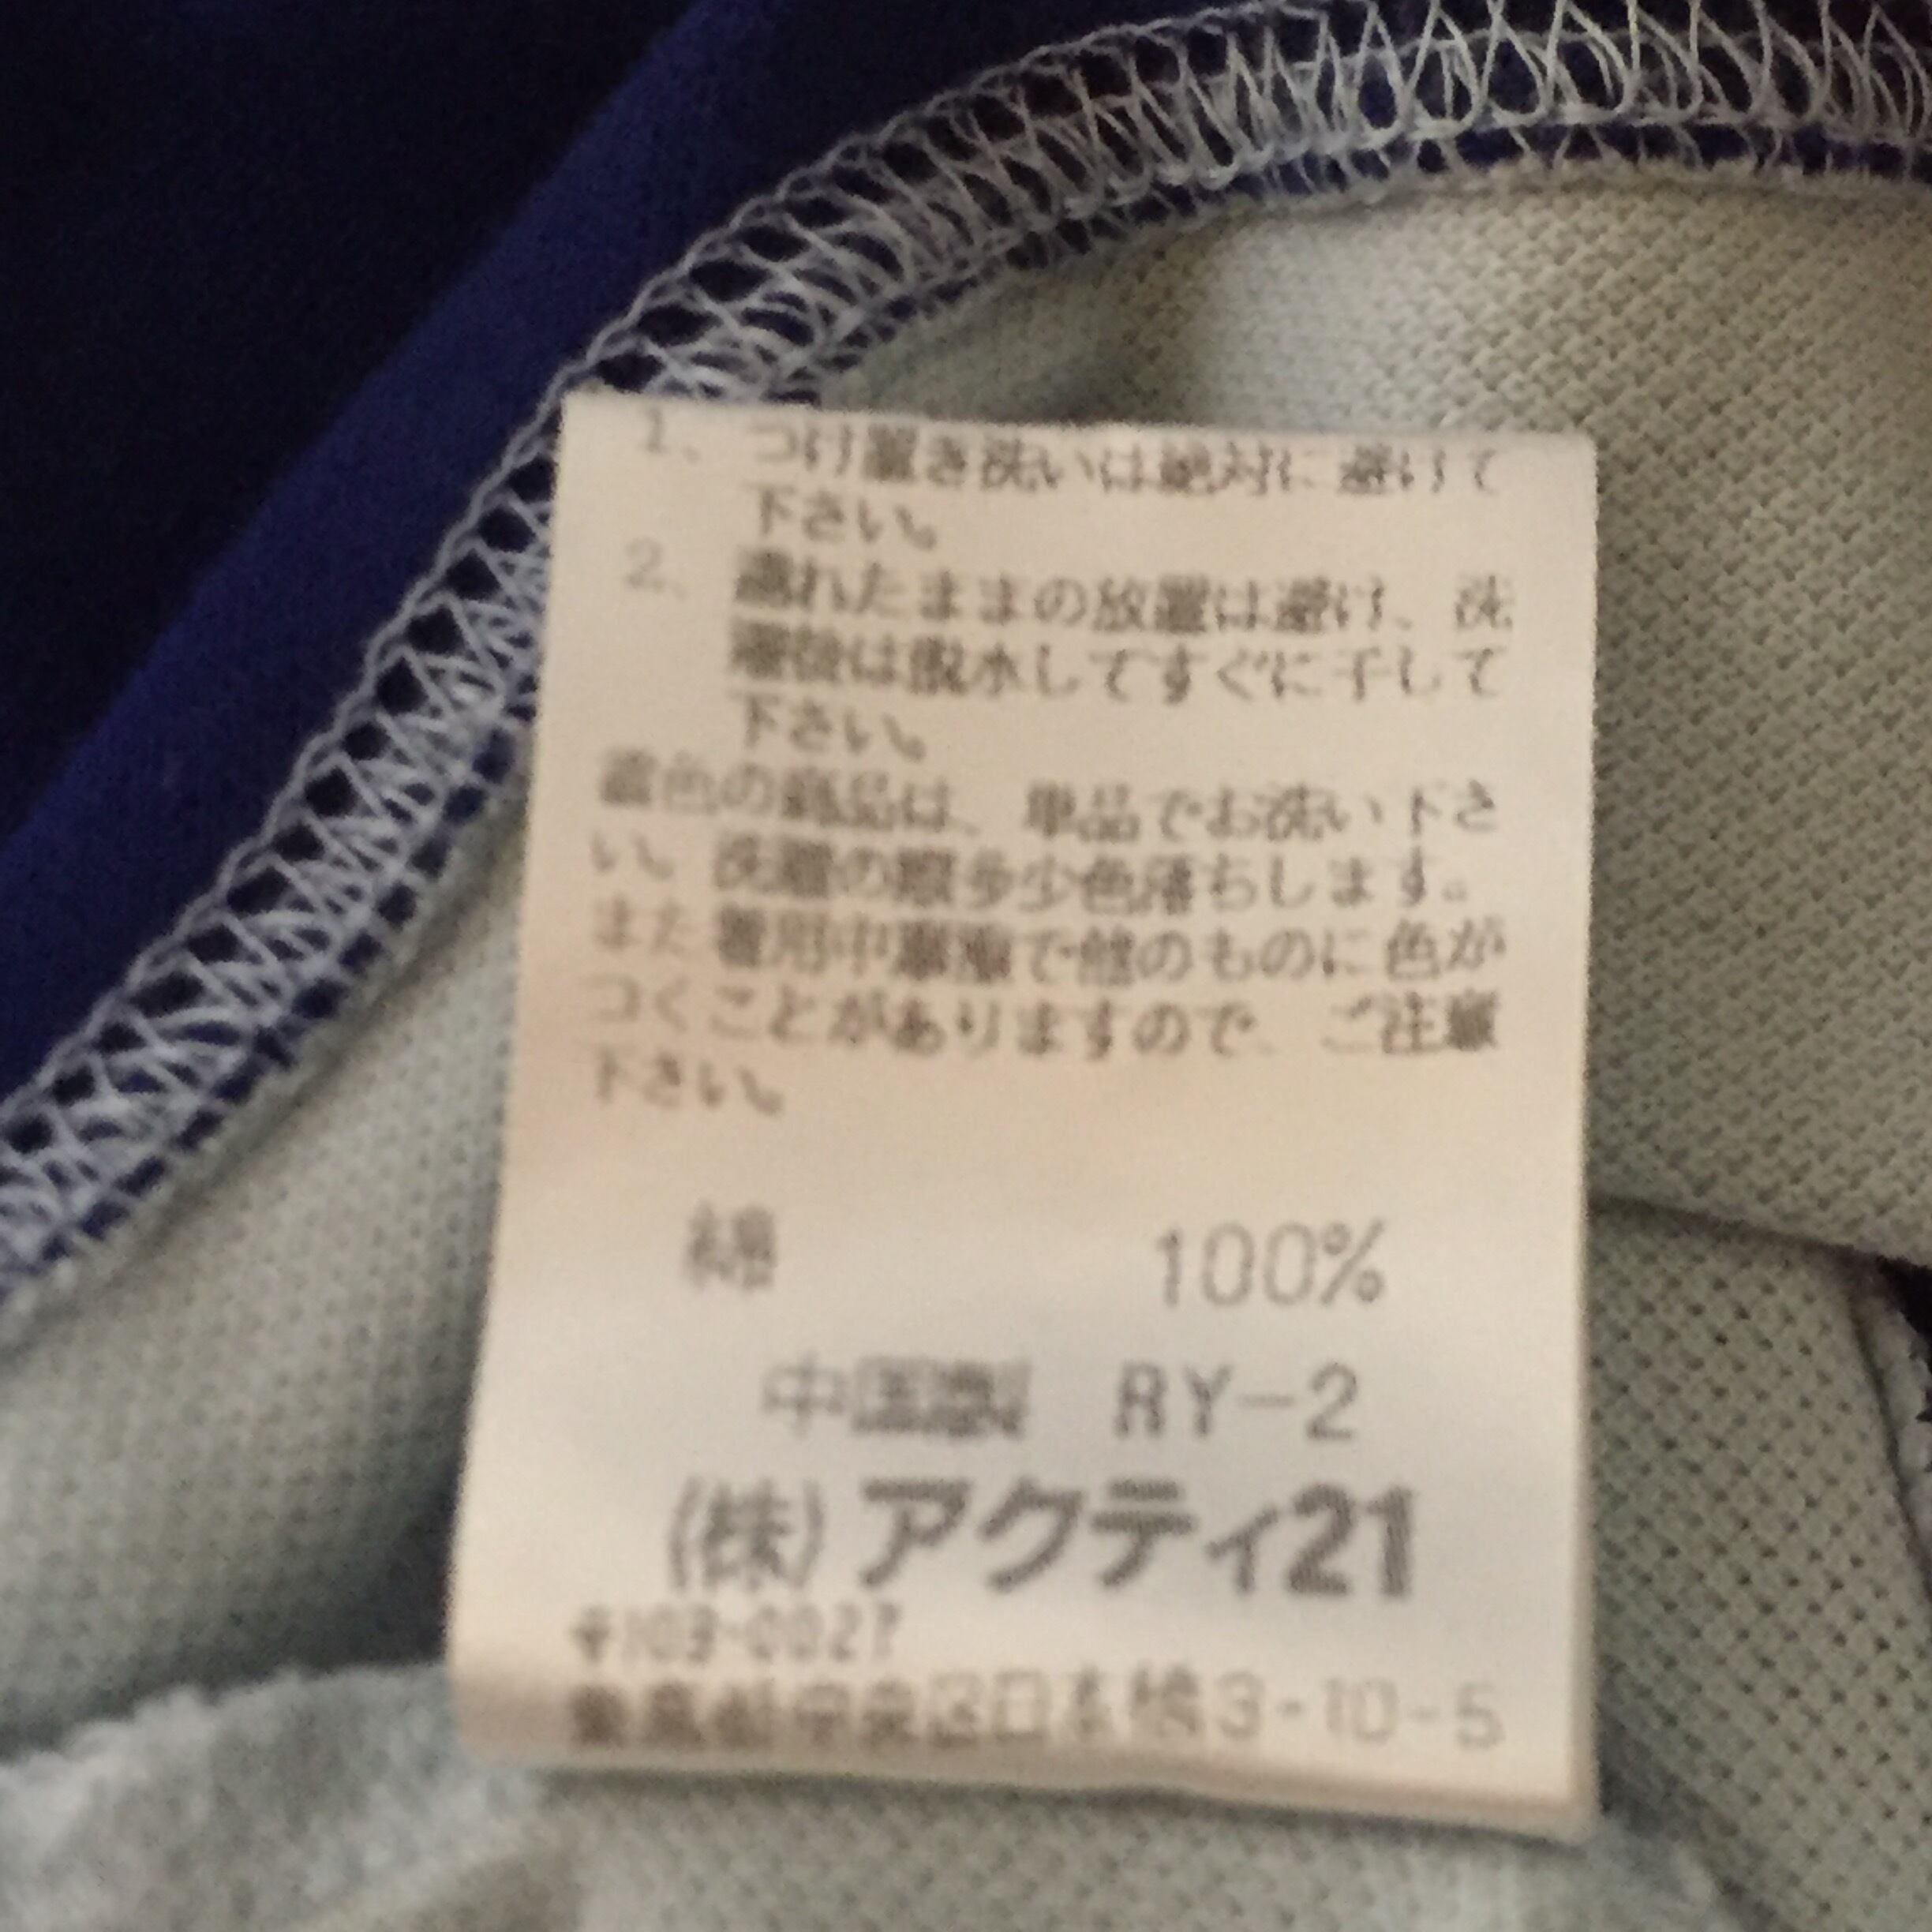 1、つけ置き洗いは絶対に避けて
下さい。
2、濡れたままの放置は避け、洗
濯後は脱水してすぐに干して
下さい。
濃色の商品は、単品でお洗い下さ
い。洗濯の際多少色落ちします。
また着用中摩擦で他のものに色が
つくことがありますので、ご注意
下さい。
綿 100%
中国製 RY-2
(株)アクティ21
〒103-0027
東京都中央区日本橋3-10-5